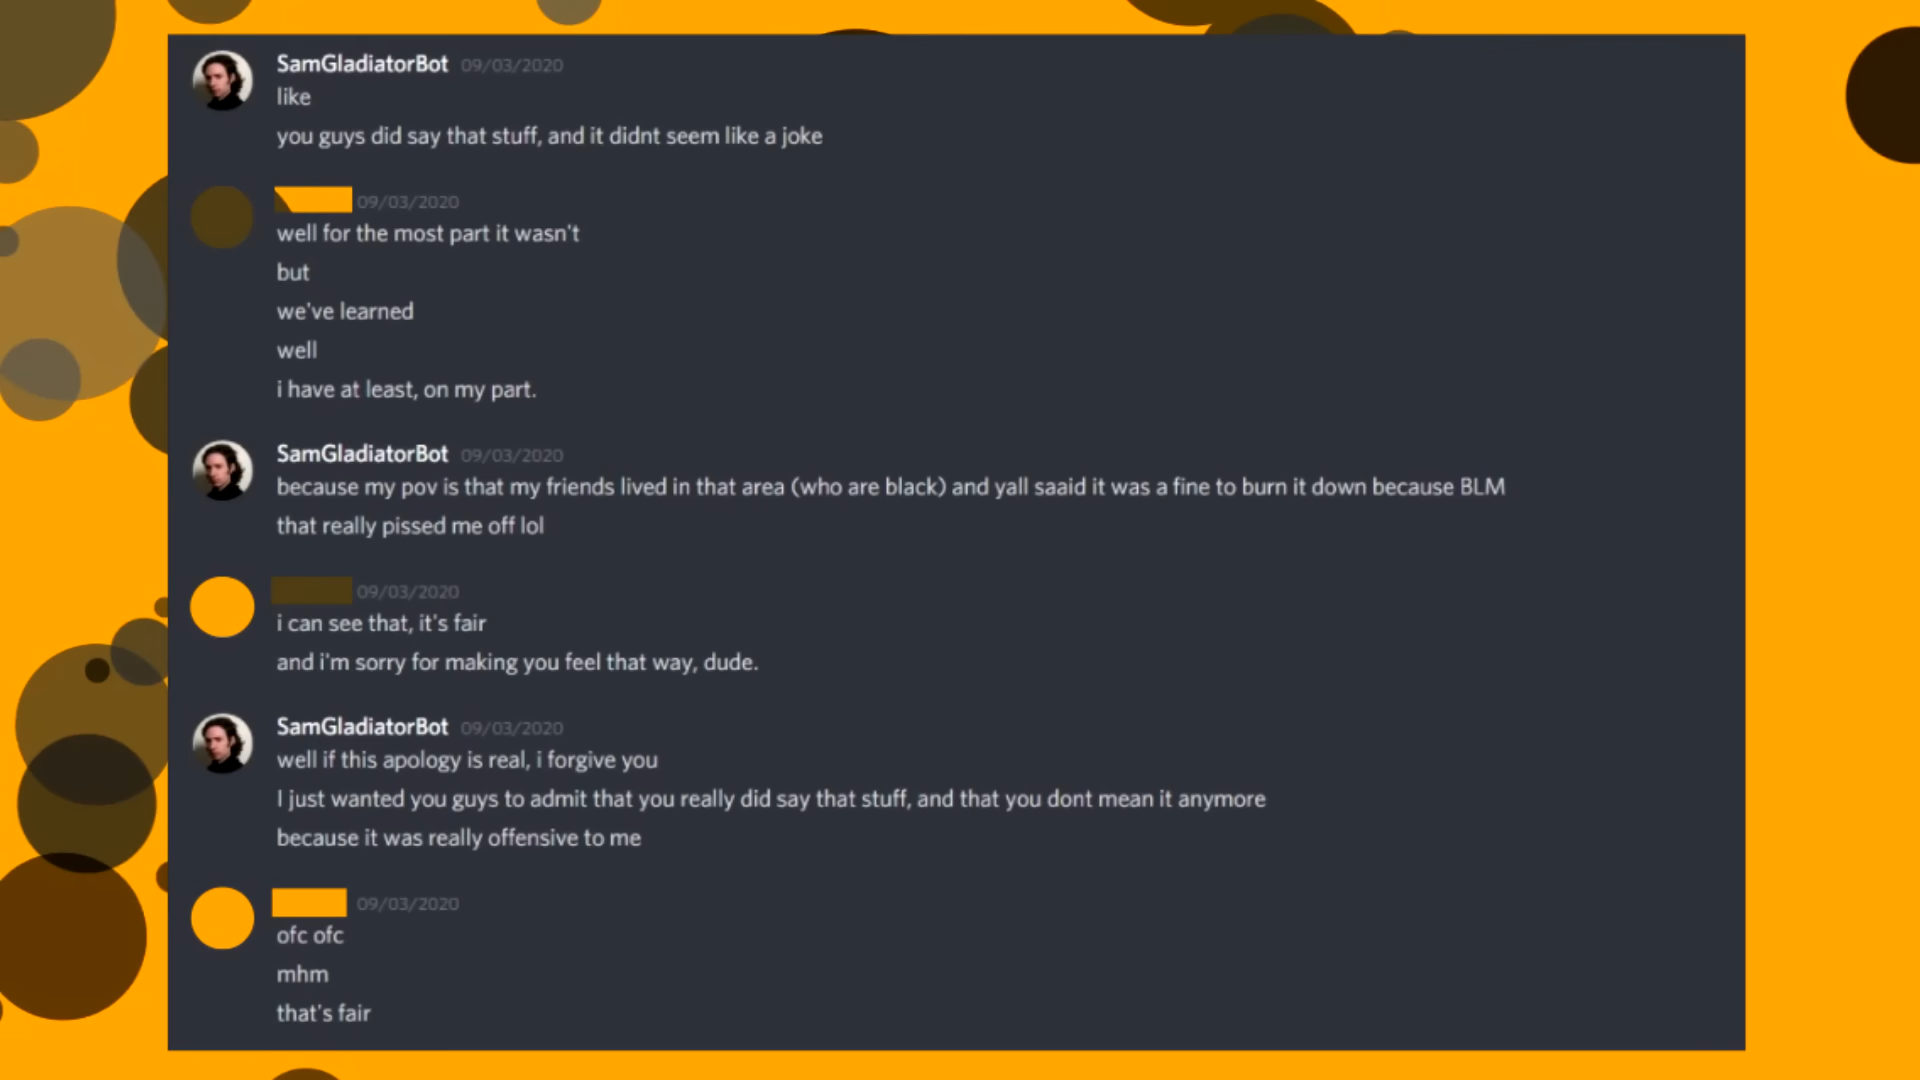 SamGladiatorBot 09/03/2020
like
you guys did say that stuff, and it didnt seem like a joke
09/03/2020
well for the most part it wasn't
but
we've learned
well
i have at least, on my part.
SamGladiatorBot 09/03/2020
because my pov is that my friends lived in that area (who are black) and yall saaid it was a fine to burn it down because BLM
that really pissed me off lol
09/03/2020
i can see that, it's fair
and i'm sorry for making you feel that way, dude.
SamGladiatorBot 09/03/2020
well if this apology is real, i forgive you
I just wanted you guys to admit that you really did say that stuff, and that you dont mean it anymore
because it was really offensive to me
09/03/2020
ofc ofc
mhm
that's fair